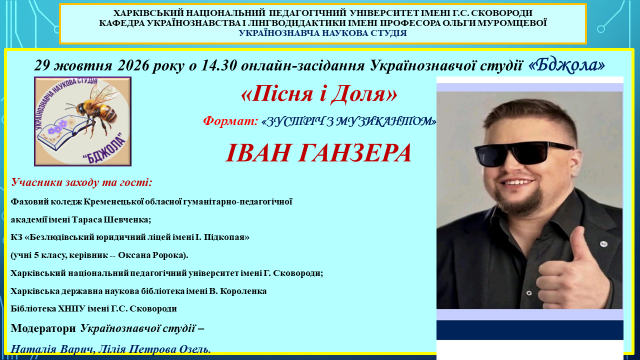 ХАРКІВСЬКИЙ НАЦІОНАЛЬНИЙ ПЕДАГОГІЧНИЙ УНІВЕРСИТЕТ ІМЕНІ Г.С. СКОВОРОДИ
КАФЕДРА УКРАЇНОЗНАВСТВА І ЛІНГВОДИДАКТИКИ ІМЕНІ ПРОФЕСОРА ОЛЬГИ МУРОМЦЕВОЇ
УКРАЇНОЗНАВЧА НАУКОВА СТУДІЯ
29 жовтня 2026 року о 14.30 онлайн-засідання Українознавчої студії «Бджола»
УКРАЇНОЗНАВЧА НАУКОВА СТУДІЯ
"БДЖОЛА"
«Пісня і Доля»
Формат: «ЗУСТРІЧ З МУЗИКАНТОМ»
ІВАН ГАНЗЕРА
Учасники заходу та гості:
Фаховий коледж Кременецької обласної гуманітарно-педагогічної
академії імені Тараса Шевченка;
КЗ «Безлюдівський юридичний ліцей імені І. Підкопая»
(учні 5 класу, керівник -- Оксана Ророка).
Харківський національний педагогічний університет імені Г. Сковороди;
Харківська державна наукова бібліотека імені В. Короленка
Бібліотека ХНПУ імені Г.С. Сковороди
Модератори Українознавчої студії –
Наталія Варич, Лілія Петрова Озель.